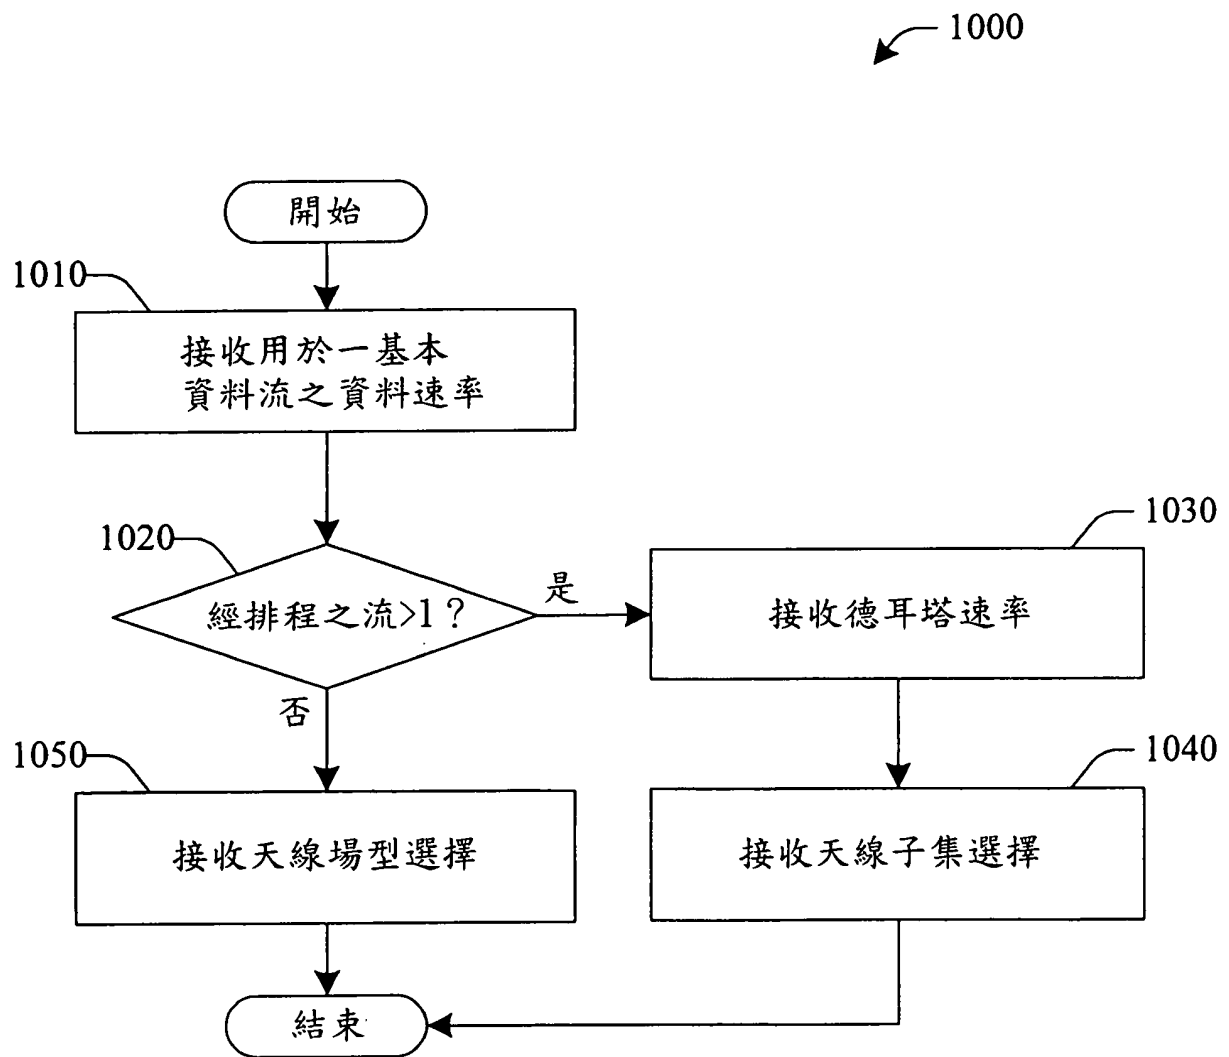 1000
開始
1010
接收用於一基本
資料流之資料速率
1020
經排程之流>1？
是
1030
接收德耳塔速率
否
1050
接收天線場型選擇
1040
接收天線子集選擇
結束